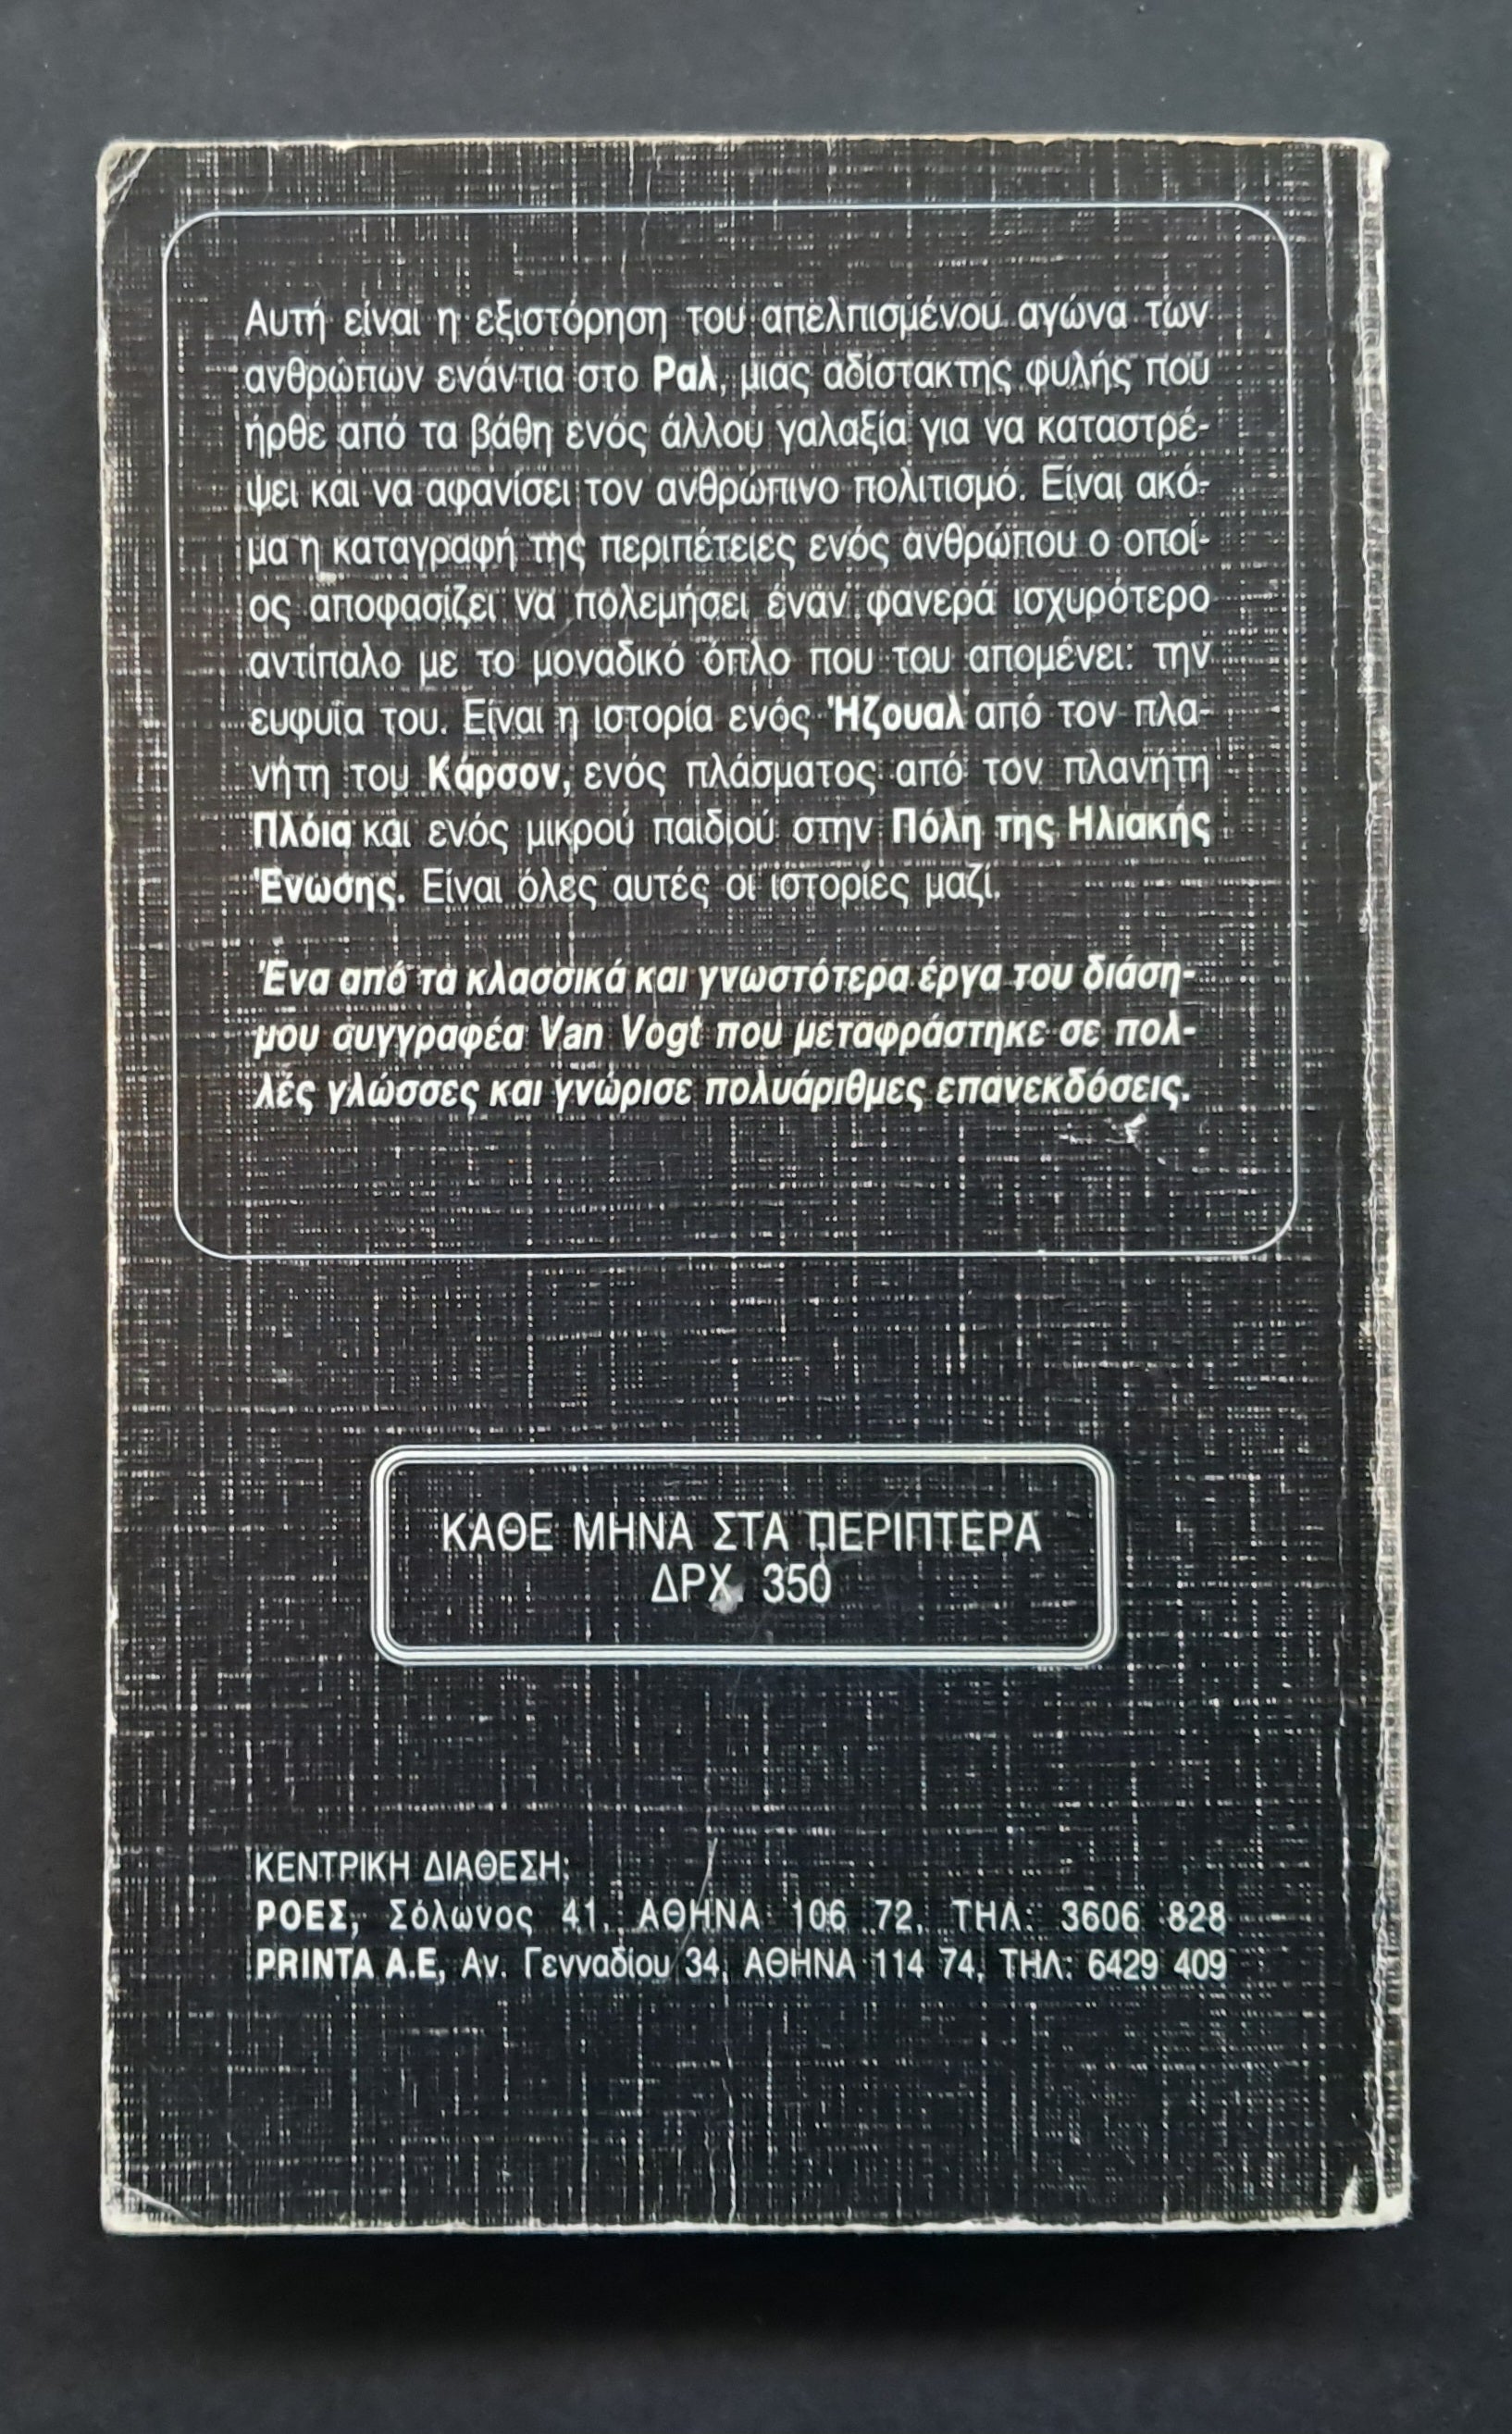 Αυτή είναι η εξιστόρηση του απελπισμένου αγώνα των
ανθρώπων ενάντια στο Ραλ, μιας αδίστακτης φυλής που
ήρθε από τα βάθη ενός άλλου γαλαξία για να καταστρέ-
ψει και να αφανίσει τον ανθρώπινο πολιτισμό. Είναι ακό-
μα η καταγραφή της περιπέτειες ενός ανθρώπου ο οποί-
ος αποφασίζει να πολεμήσει έναν φανερά ισχυρότερο
αντίπαλο με το μοναδικό όπλο που του απομένει: την
ευφυΐα του. Είναι η ιστορία ενός Ήζουαλ από τον πλα-
νήτη του Κάρσον, ενός πλάσματος από τον πλανήτη
Πλόια και ενός μικρού παιδιού στην Πόλη της Ηλιακής
Ένωσης. Είναι όλες αυτές οι ιστορίες μαζί.
Ένα από τα κλασσικά και γνωστότερα έργα του διάση-
μου συγγραφέα Van Vogt που μεταφράστηκε σε πολ-
λές γλώσσες και γνώρισε πολυάριθμες επανεκδόσεις.
ΚΑΘΕ ΜΗΝΑ ΣΤΑ ΠΕΡΙΠΤΕΡΑ
ΔΡΧ. 350
ΚΕΝΤΡΙΚΗ ΔΙΑΘΕΣΗ:
ΡΟΕΣ, Σόλωνος 41, ΑΘΗΝΑ 106 72, ΤΗΛ: 3606 828
PRINTA A.E, Αν. Γενναδίου 34, ΑΘΗΝΑ 114 74, ΤΗΛ: 6429 409